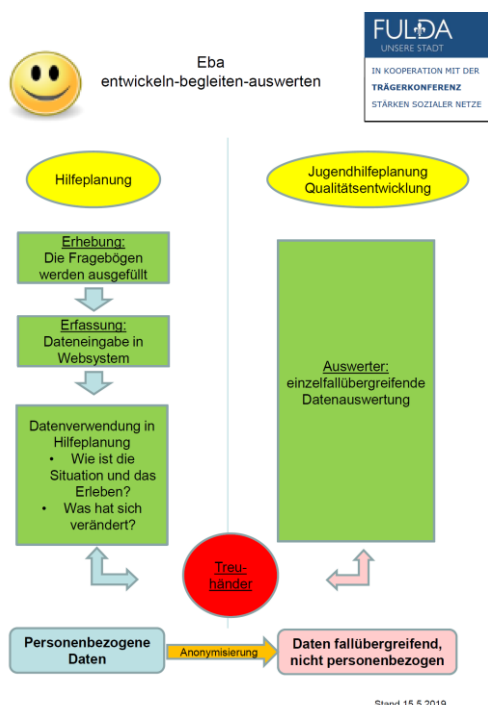 Eba
entwickeln-begleiten-auswerten
FULDA
UNSERE STADT
IN KOOPERATION MIT DER
TRÄGERKONFERENZ
STÄRKEN SOZIALER NETZE
Hilfeplanung
Jugendhilfeplanung
Qualitätsentwicklung
Erhebung:
Die Fragebögen
werden ausgefüllt
Erfassung:
Dateneingabe in
Websystem
Datenverwendung in
Hilfeplanung
• Wie ist die
Situation und das
Erleben?
• Was hat sich
verändert?
Auswerter:
einzelfallübergreifende
Datenauswertung
Treu-
händer
Personenbezogene
Daten
Anonymisierung
Daten fallübergreifend,
nicht personenbezogen
Stand 15.5.2019